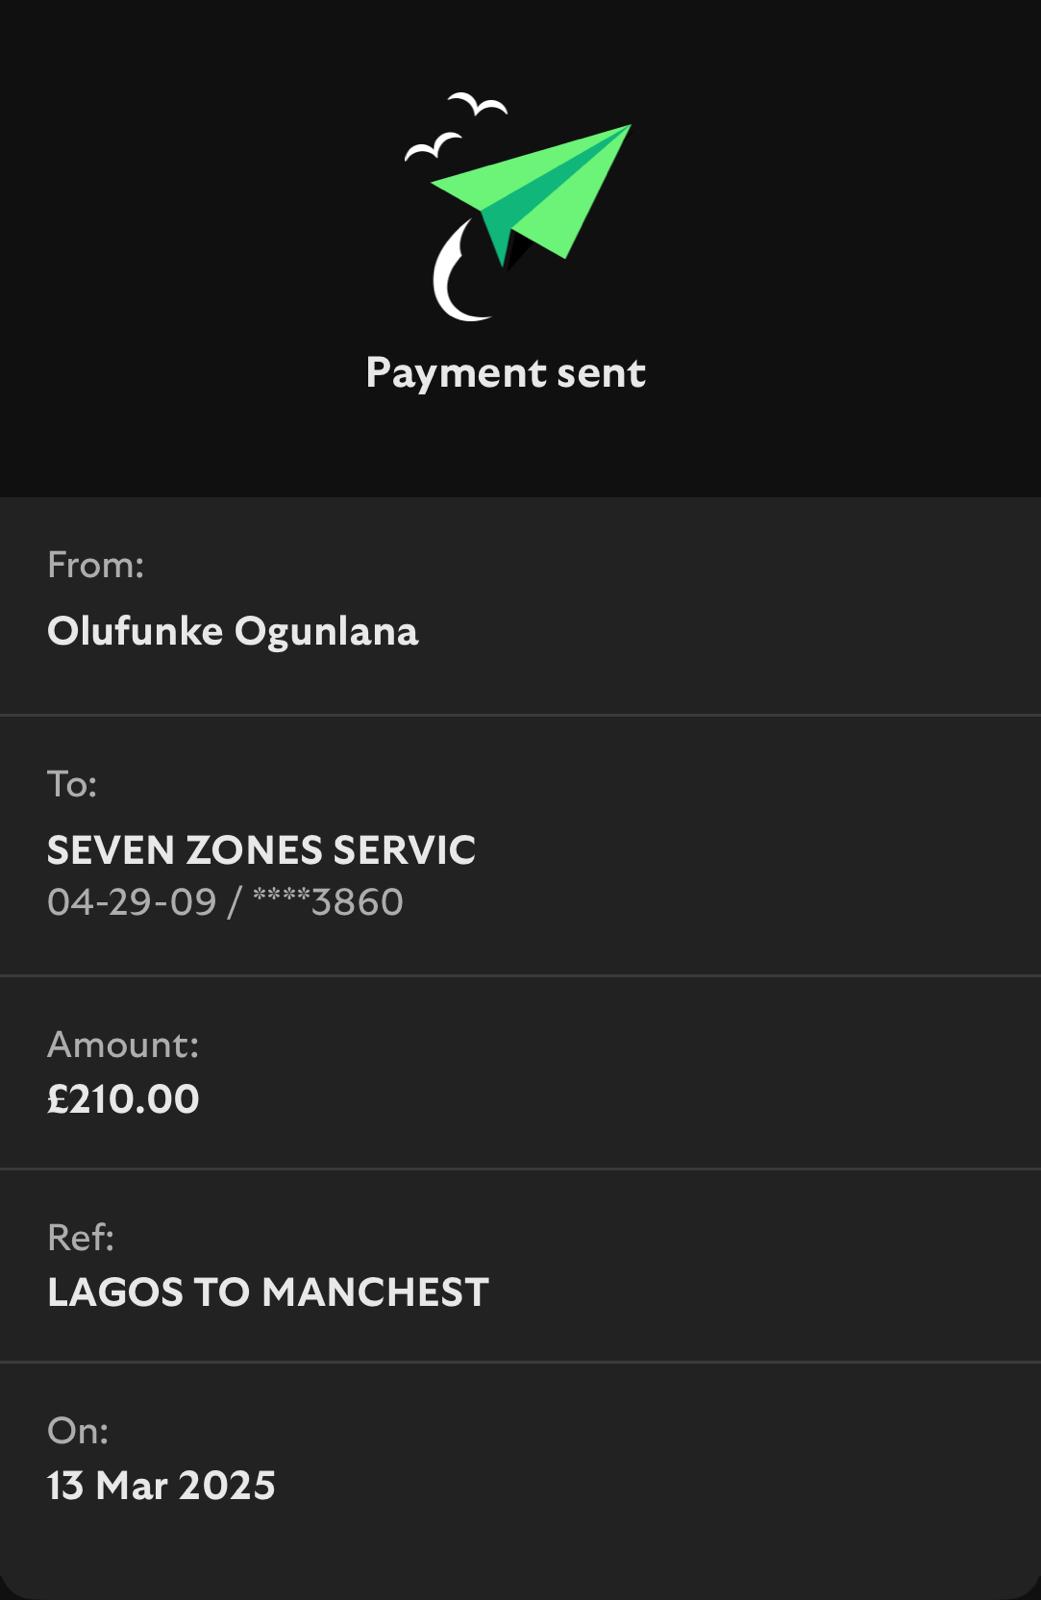 Payment sent
From:
Olufunke Ogunlana
To:
SEVEN ZONES SERVIC
04-29-09 / ****3860
Amount:
£210.00
Ref:
LAGOS TO MANCHEST
On:
13 Mar 2025